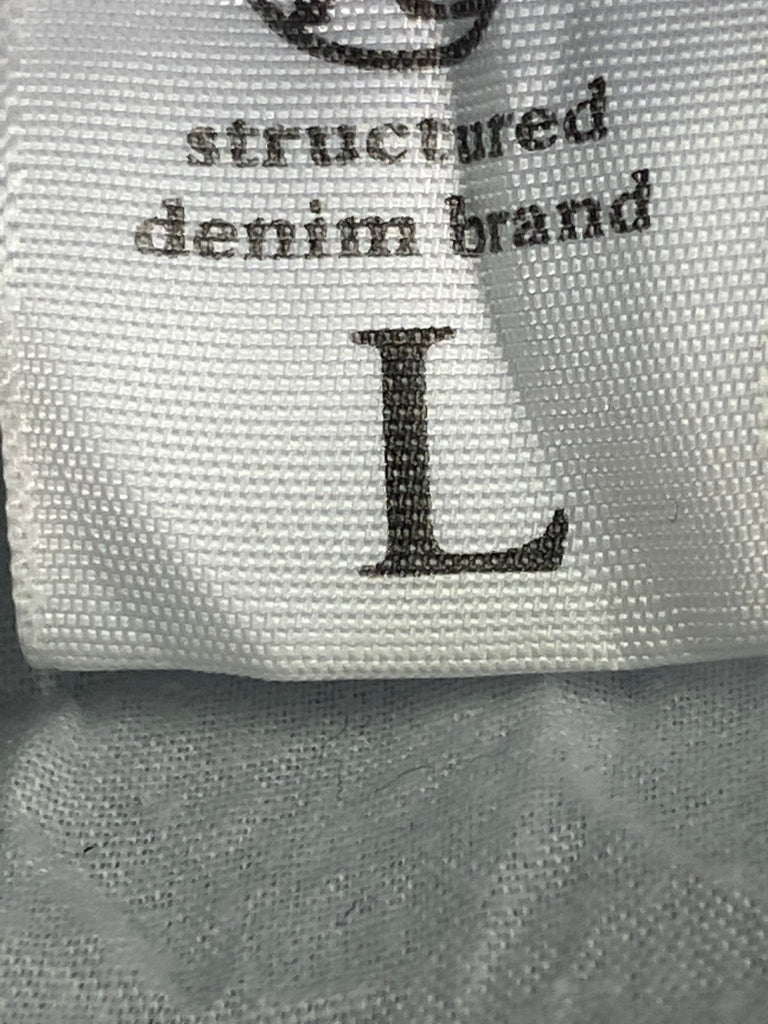 structured
denim brand
L